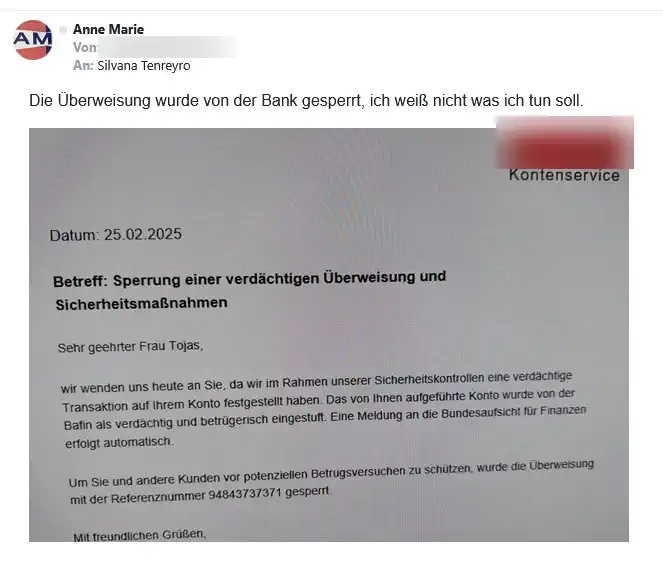 AM
Anne Marie
Von:
An: Silvana Tenreyro
Die Überweisung wurde von der Bank gesperrt, ich weiß nicht was ich tun soll.
Kontenservice
Datum: 25.02.2025
Betreff: Sperrung einer verdächtigen Überweisung und
Sicherheitsmaßnahmen
Sehr geehrter Frau Tojas,
wir wenden uns heute an Sie, da wir im Rahmen unserer Sicherheitskontrollen eine verdächtige
Transaktion auf Ihrem Konto festgestellt haben. Das von Ihnen aufgeführte Konto wurde von der
Bafin als verdächtig und betrügerisch eingestuft. Eine Meldung an die Bundesaufsicht für Finanzen
erfolgt automatisch.
Um Sie und andere Kunden vor potenziellen Betrugsversuchen zu schützen, wurde die Überweisung
mit der Referenznummer 94843737371 gesperrt.
Mit freundlichen Grüßen,